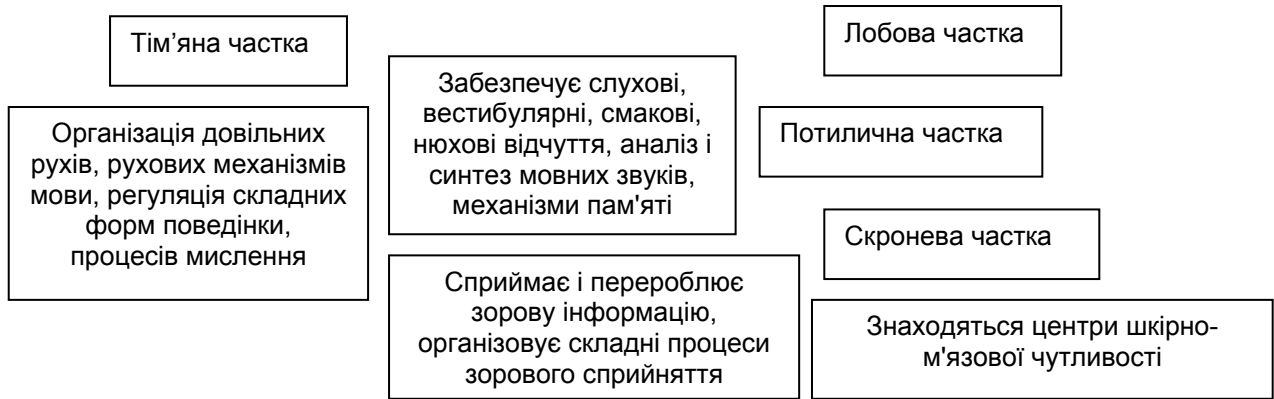 Тім’яна частка
Лобова частка
Забезпечує слухові,
вестибулярні, смакові,
нюхові відчуття, аналіз і
синтез мовних звуків,
механізми пам'яті
Організація довільних
рухів, рухових механізмів
мови, регуляція складних
форм поведінки,
процесів мислення
Потилична частка
Скронева частка
Сприймає і перероблює
зорову інформацію,
організовує складні процеси
зорового сприйняття
Знаходяться центри шкірно-
м'язової чутливості